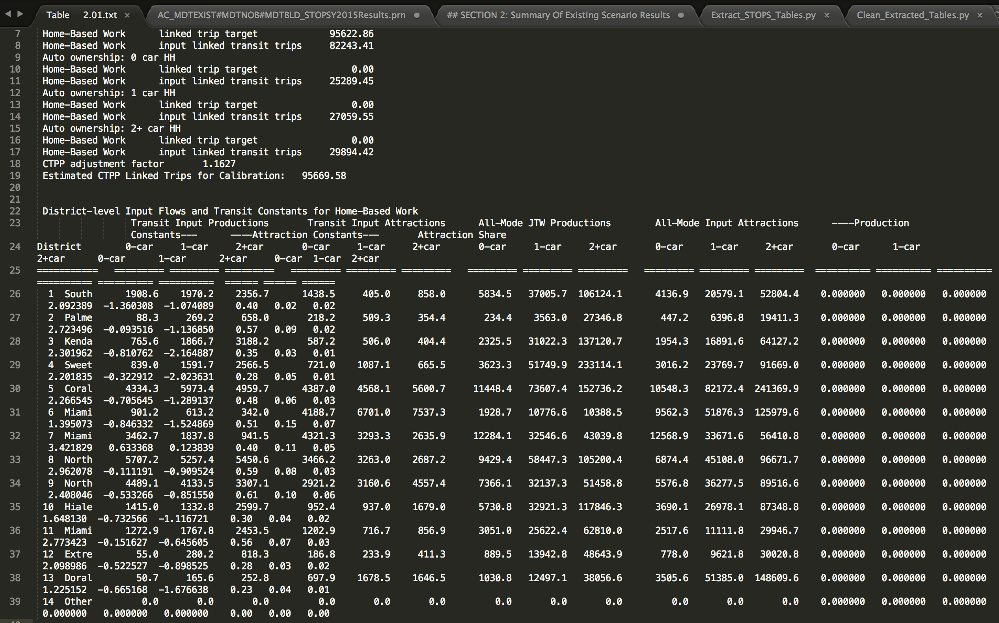 Table 2.01.txt × AC_MDTEXIST#MDTNOB#MDTBLD_STOPSY2015Results.prn ## SECTION 2: Summary Of Existing Scenario Results Extract_STOPS_Tables.py × Clean_Extracted_Tables.py ×
7 Home-Based Work linked trip target 95622.86
8 Home-Based Work input linked transit trips 82243.41
9 Auto ownership: 0 car HH
10 Home-Based Work linked trip target 0.00
11 Home-Based Work input linked transit trips 25289.45
12 Auto ownership: 1 car HH
13 Home-Based Work linked trip target 0.00
14 Home-Based Work input linked transit trips 27059.55
15 Auto ownership: 2+ car HH
16 Home-Based Work linked trip target 0.00
17 Home-Based Work input linked transit trips 29894.42
18 CTPP adjustment factor 1.1627
19 Estimated CTPP Linked Trips for Calibration: 95669.58
20
21
22 District-level Input Flows and Transit Constants for Home-Based Work
23 Transit Input Productions Transit Input Attractions All-Mode JTW Productions All-Mode Input Attractions ----Production
Constants--- ----Attraction Constants--- Attraction Share
24 District 0-car 1-car 2+car 0-car 1-car 2+car 0-car 1-car 2+car 0-car 1-car 2+car 0-car 1-car
2+car 0-car 1-car 2+car 0-car 1-car 2+car
25 =========== ========= ========= ========= ========= ========= ========= ========= ========= ========= ========= ========= ========= ========== ========== ==========
========== ========== ========== ====== ====== ======
26 1 South 1908.6 1970.2 2356.7 1438.5 405.0 858.0 5834.5 37005.7 106124.1 4136.9 20579.1 52804.4 0.000000 0.000000 0.000000
2.092389 -1.360308 -1.074089 0.40 0.02 0.02
27 2 Palme 88.3 269.2 658.0 218.2 509.3 354.4 234.4 3563.0 27346.8 447.2 6396.8 19411.3 0.000000 0.000000 0.000000
2.723496 -0.093516 -1.136850 0.57 0.09 0.02
28 3 Kenda 765.6 1866.7 3188.2 587.2 506.0 404.4 2325.5 31022.3 137120.7 1954.3 16891.6 64127.2 0.000000 0.000000 0.000000
2.301962 -0.810762 -2.164887 0.35 0.03 0.01
29 4 Sweet 839.0 1591.7 2566.5 721.0 1087.1 665.5 3623.3 51749.9 233114.1 3016.2 23769.7 91669.0 0.000000 0.000000 0.000000
2.201835 -0.322912 -2.023631 0.28 0.05 0.01
30 5 Coral 4334.3 5973.4 4959.7 4387.0 4568.1 5600.7 11448.4 73607.4 152736.2 10548.3 82172.4 241369.9 0.000000 0.000000 0.000000
2.266545 -0.705645 -1.289137 0.48 0.06 0.03
31 6 Miami 901.2 613.2 342.0 4188.7 6701.0 7537.3 1928.7 10776.6 10388.5 9562.3 51876.3 125979.6 0.000000 0.000000 0.000000
1.395073 -0.846332 -1.524869 0.51 0.15 0.07
32 7 Miami 3462.7 1837.8 941.5 4321.3 3293.3 2635.9 12284.1 32546.6 43039.8 12568.9 33671.6 56410.8 0.000000 0.000000 0.000000
3.421829 0.633368 0.123839 0.40 0.11 0.05
33 8 North 5707.2 5257.4 5450.6 3466.2 3263.0 2687.2 9429.4 58447.3 105200.4 6874.4 45108.0 96671.7 0.000000 0.000000 0.000000
2.962078 -0.111191 -0.909524 0.59 0.08 0.03
34 9 North 4489.1 4133.5 3307.1 2921.2 3160.6 4557.4 7366.1 32137.3 51458.8 5576.8 36277.5 89516.6 0.000000 0.000000 0.000000
2.408046 -0.533266 -0.851550 0.61 0.10 0.06
35 10 Hiale 1415.0 1332.8 2599.7 952.4 937.0 1679.0 5730.8 32921.3 117846.3 3690.1 26978.1 87348.8 0.000000 0.000000 0.000000
1.648130 -0.732566 -1.116721 0.30 0.04 0.02
36 11 Miami 1272.9 1767.8 2453.5 1202.9 716.7 856.9 3051.0 25622.4 62810.0 2517.6 11111.8 29946.7 0.000000 0.000000 0.000000
2.773423 -0.151627 -0.645605 0.56 0.07 0.03
37 12 Extre 55.0 280.2 818.3 186.8 233.9 411.3 889.5 13942.8 48643.9 778.0 9621.8 30020.8 0.000000 0.000000 0.000000
2.098986 -0.522527 -0.898525 0.28 0.03 0.02
38 13 Doral 50.7 165.6 252.8 697.9 1678.5 1646.5 1030.8 12497.1 38056.6 3505.6 51385.0 148609.6 0.000000 0.000000 0.000000
1.225152 -0.665168 -1.676638 0.23 0.04 0.01
39 14 Other 0.0 0.0 0.0 0.0 0.0 0.0 0.0 0.0 0.0 0.0 0.0 0.0 0.000000 0.000000 0.000000
0.000000 0.000000 0.000000 0.00 0.00 0.00